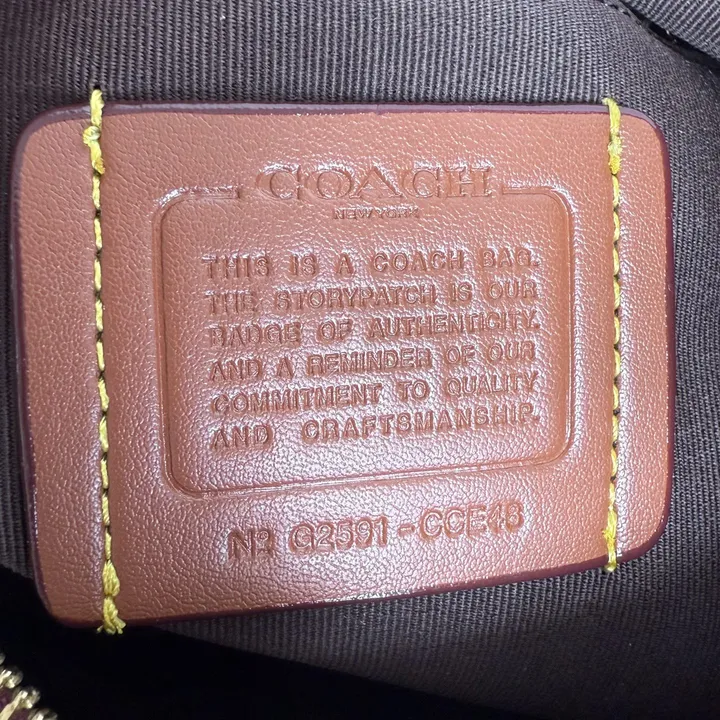 COACH
NEW YORK
THIS IS A COACH BAG.
THE STORYPATCH IS OUR
BADGE OF AUTHENTICITY.
AND A REMINDER OF OUR
COMMITMENT TO QUALITY
AND CRAFTSMANSHIP.
Nº G2591-CCE48